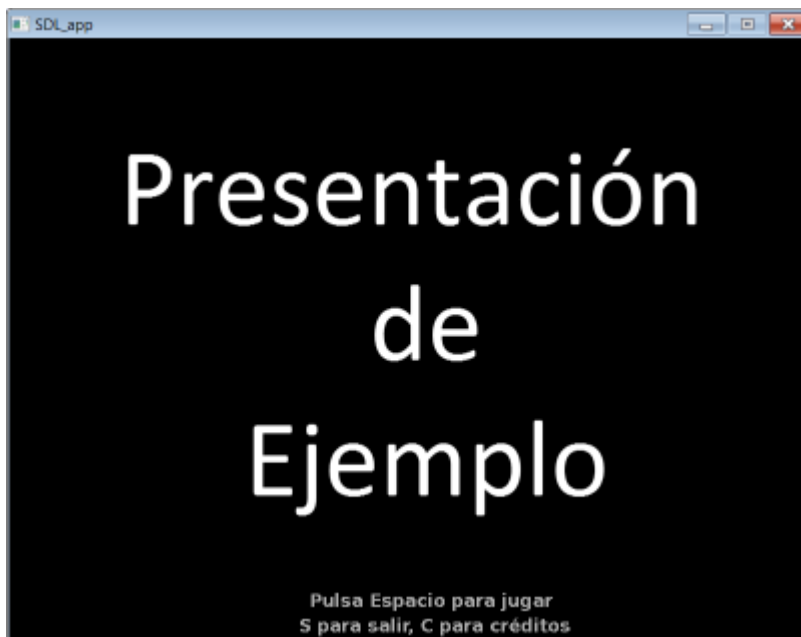 SDL_app
Presentación
de
Ejemplo
Pulsa Espacio para jugar
S para salir, C para créditos